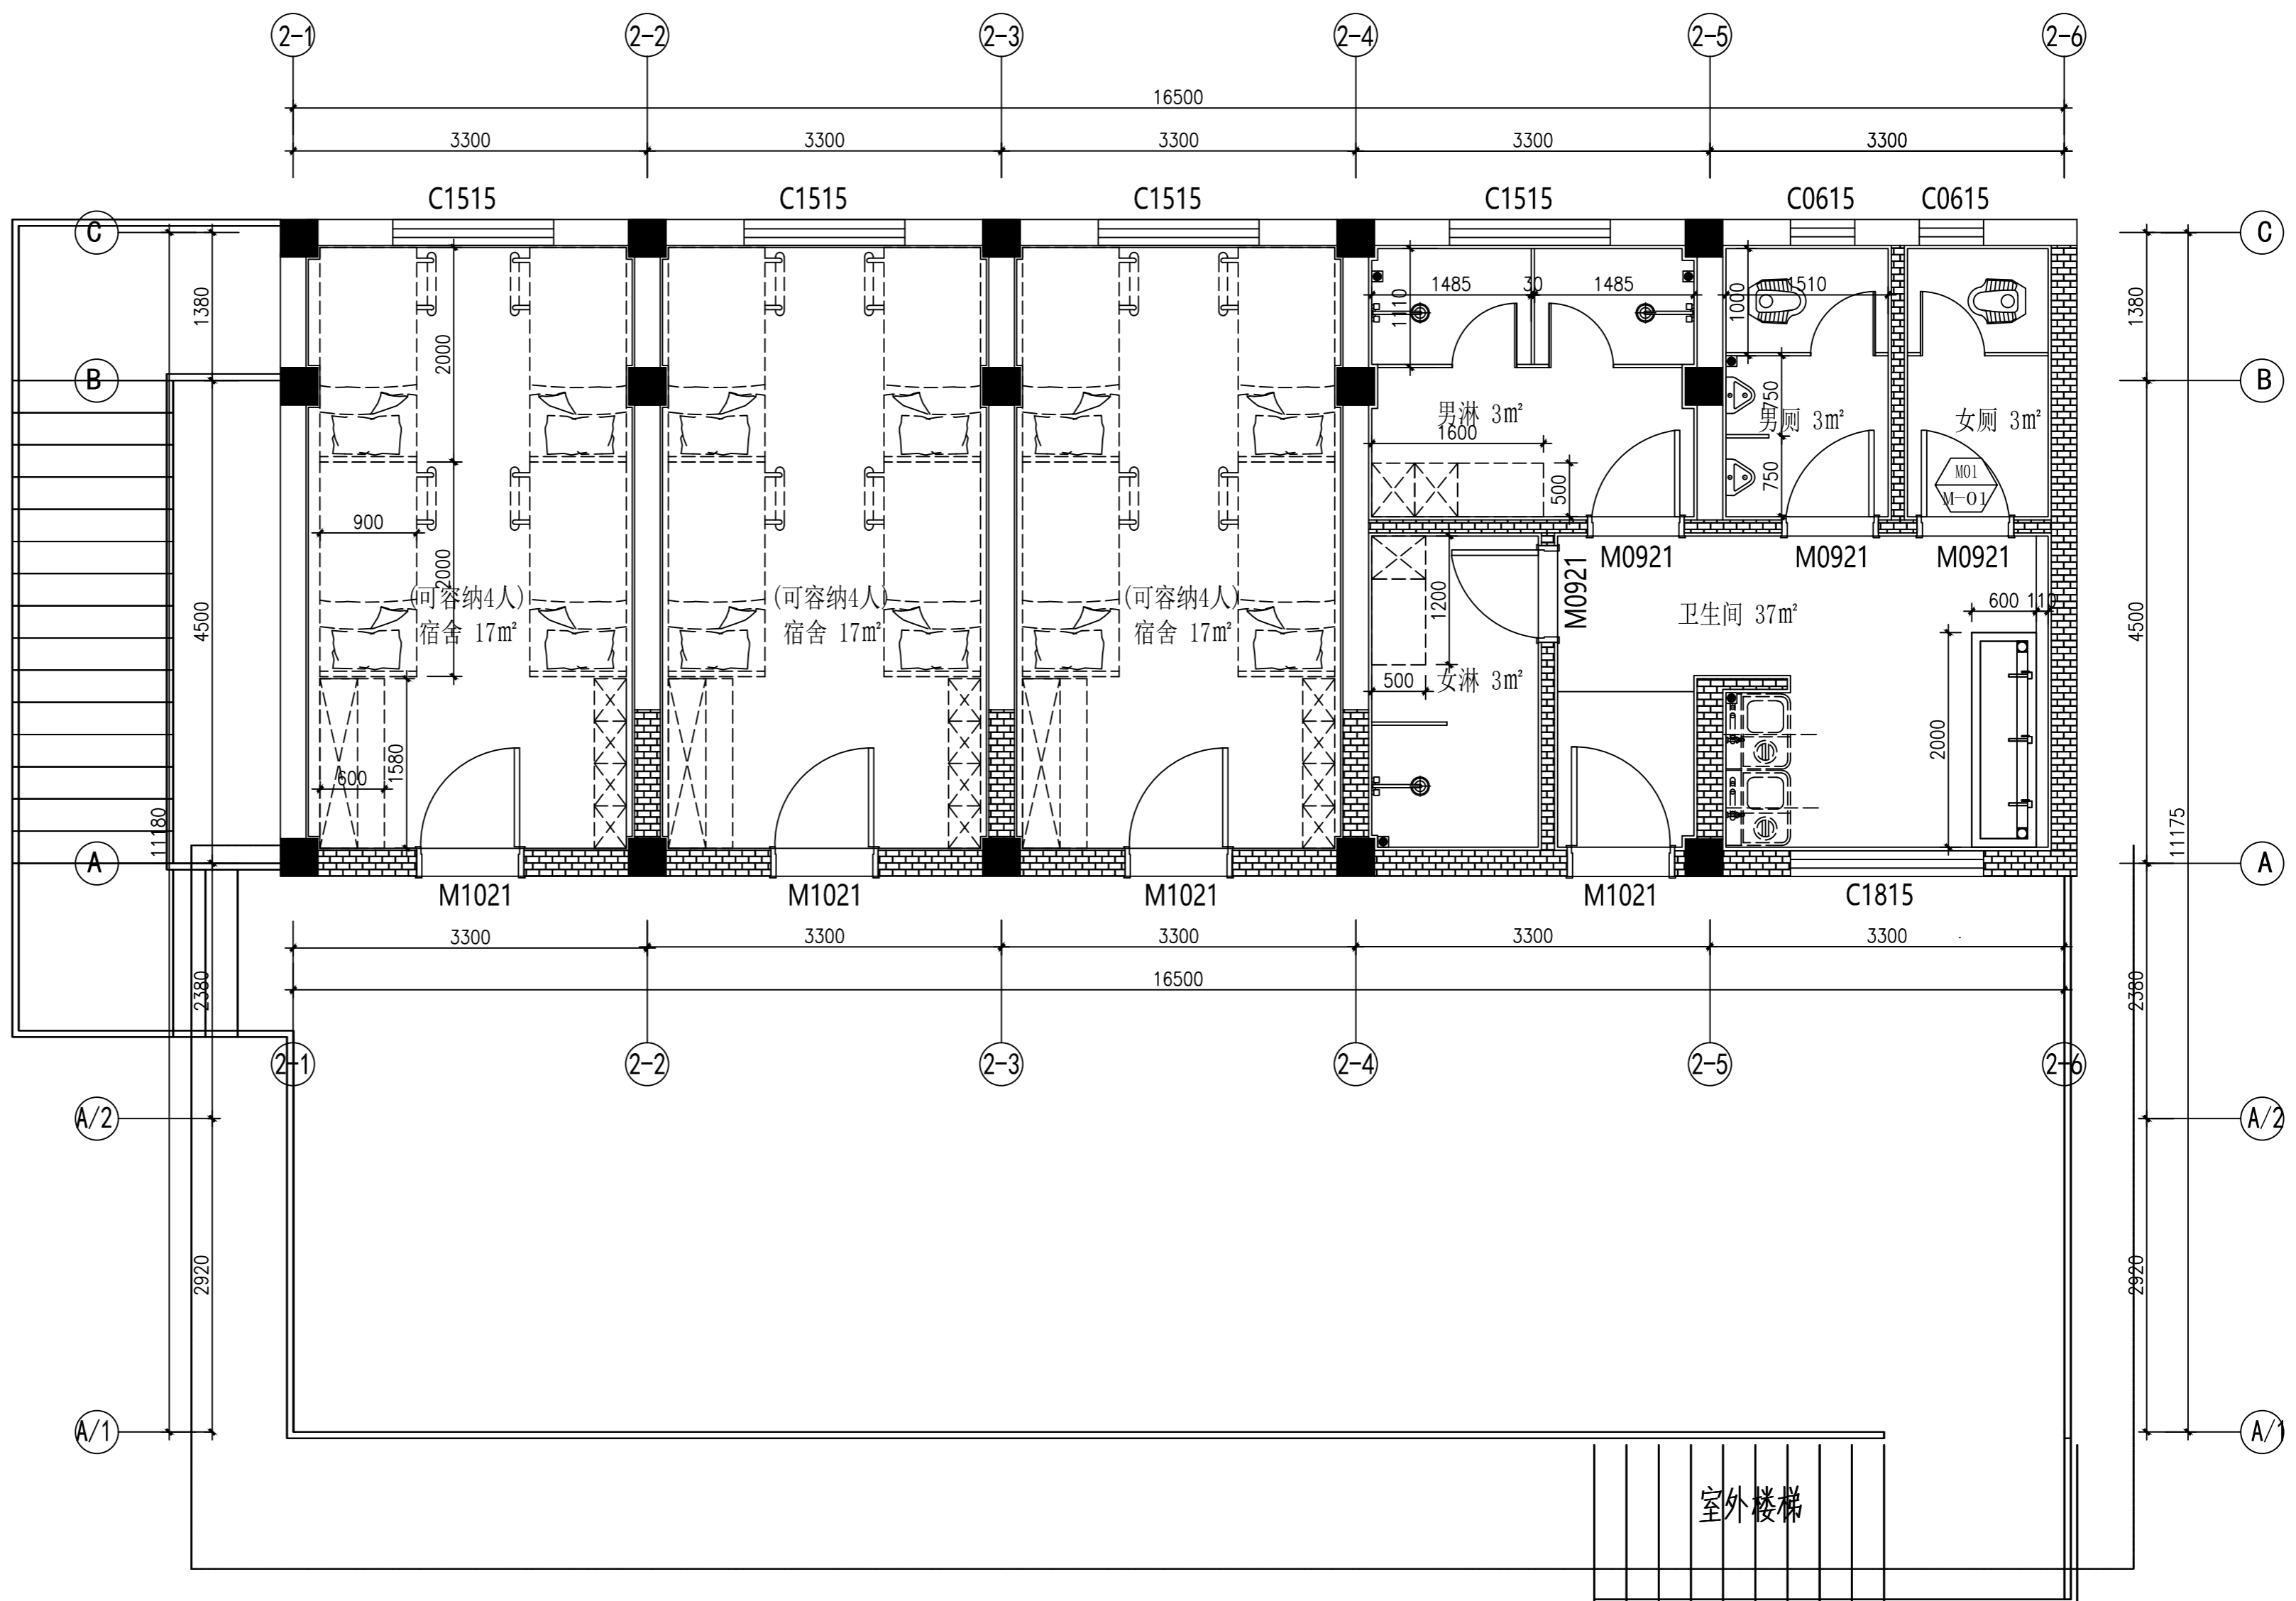 2-1 2-2 2-3 2-4 2-5 2-6
16500
3300 3300 3300 3300 3300
C1515 C1515 C1515 C1515 C0615 C0615
C C
1485 30 1485 1510
1380 1110 1000 1380
2000
B B
750
男淋 3㎡ 男厕 3㎡ 女厕 3㎡
1600
750
500
M01
M-01
900
M0921 M0921 M0921
2000
M0921
(可容纳4人) (可容纳4人) (可容纳4人)
宿舍 17㎡ 宿舍 17㎡ 宿舍 17㎡
1200
卫生间 37㎡
600 110
4500 4500
500 女淋 3㎡
2000
600 1580
11180 11175
A A
M1021 M1021 M1021 M1021 C1815
3300 3300 3300 3300 3300
16500
2380 2380
2-1 2-2 2-3 2-4 2-5 2-6
A/2 A/2
2920 2920
A/1 A/1
室外楼梯